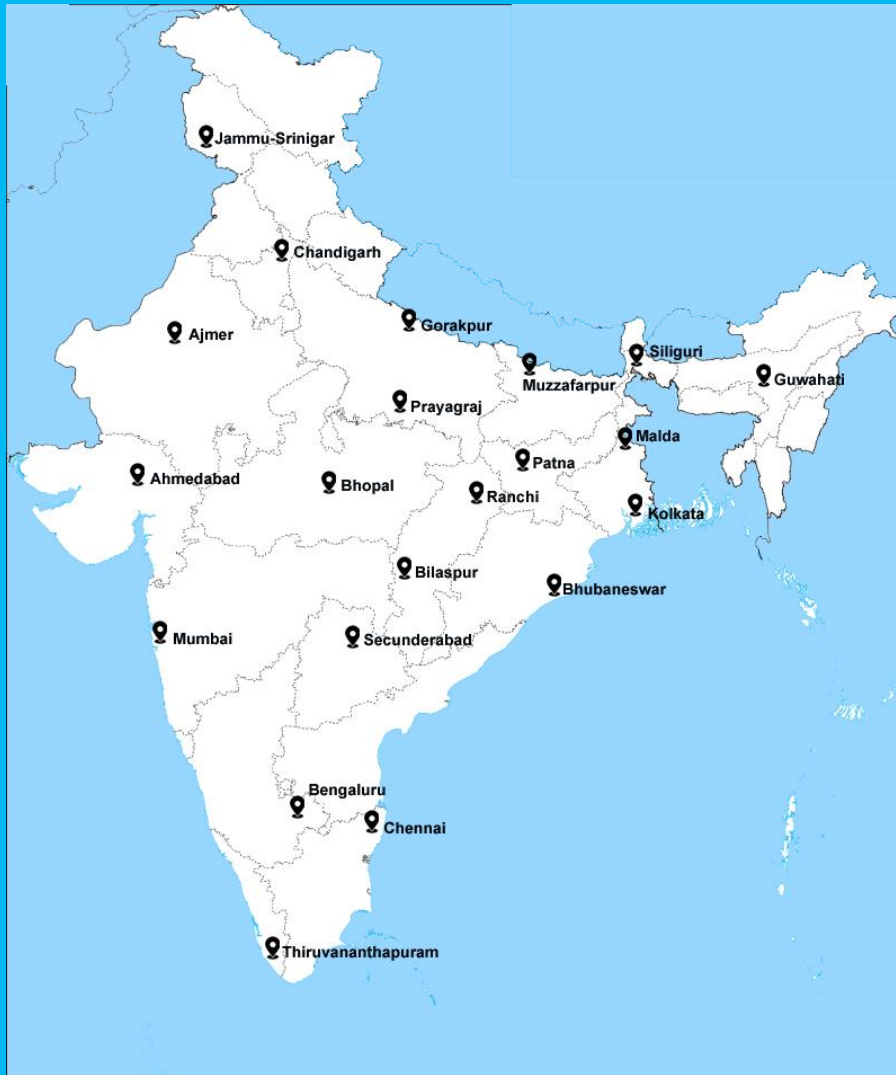 Jammu-Srinigar
Chandigarh
Gorakpur
Ajmer
Siliguri
Muzzafarpur
Guwahati
Prayagraj
Malda
Patna
Ahmedabad
Bhopal
Ranchi
Kolkata
Bilaspur
Bhubaneswar
Mumbai
Secunderabad
Bengaluru
Chennai
Thiruvananthapuram